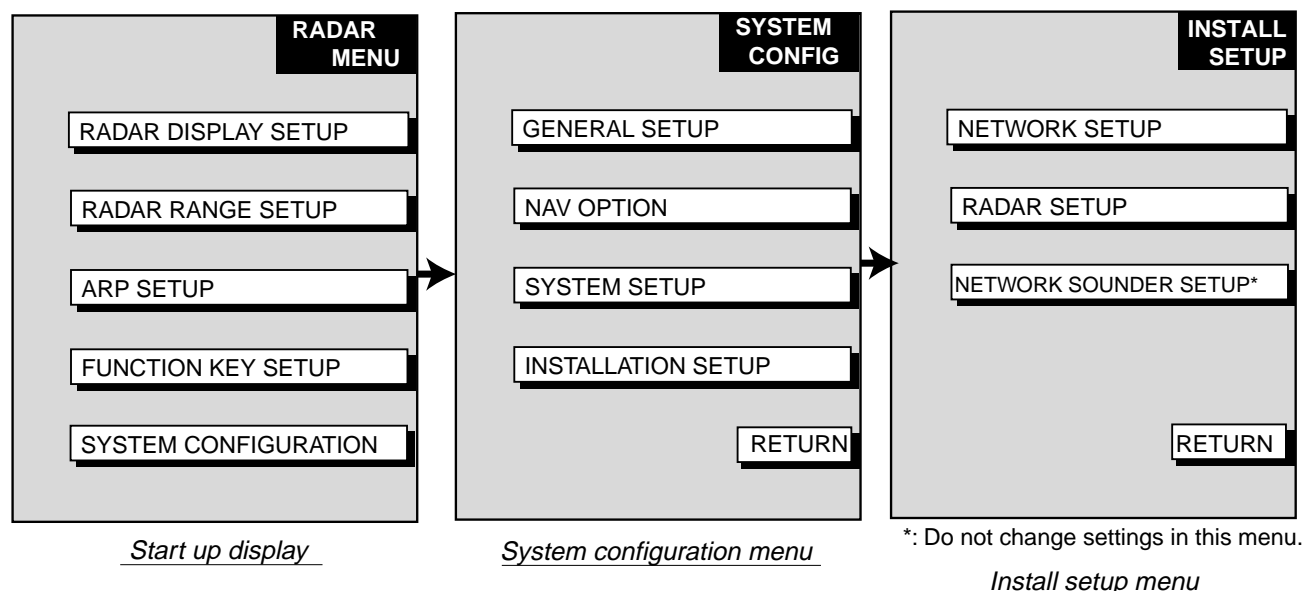 RADAR
MENU
RADAR DISPLAY SETUP
RADAR RANGE SETUP
ARP SETUP
FUNCTION KEY SETUP
SYSTEM CONFIGURATION
Start up display
SYSTEM
CONFIG
GENERAL SETUP
NAV OPTION
SYSTEM SETUP
INSTALLATION SETUP
RETURN
System configuration menu
INSTALL
SETUP
NETWORK SETUP
RADAR SETUP
NETWORK SOUNDER SETUP*
RETURN
*: Do not change settings in this menu.
Install setup menu